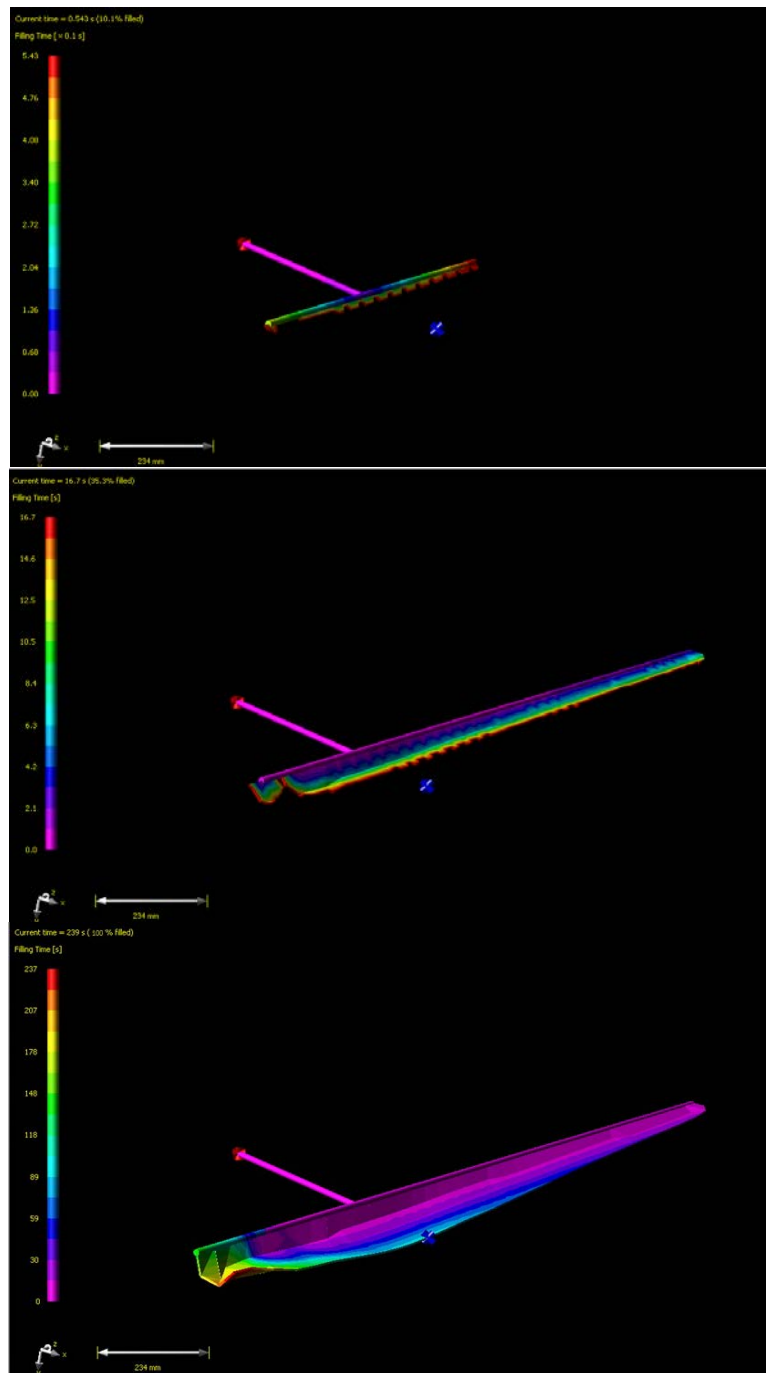 Current time = 0.543 s (10.1% filled)
Filling Time [ × 0.1 s]
5.43
4.76
4.08
3.40
2.72
2.04
1.36
0.60
0.00
z
x
234 mm
Current time = 16.7 s (35.3% filled)
Filling Time [s]
16.7
14.6
12.5
10.5
8.4
6.3
4.2
2.1
0.0
z
x
234 mm
Current time = 239 s ( 100 % filled)
Filling Time [s]
237
207
178
148
118
89
59
30
0
z
x
234 mm